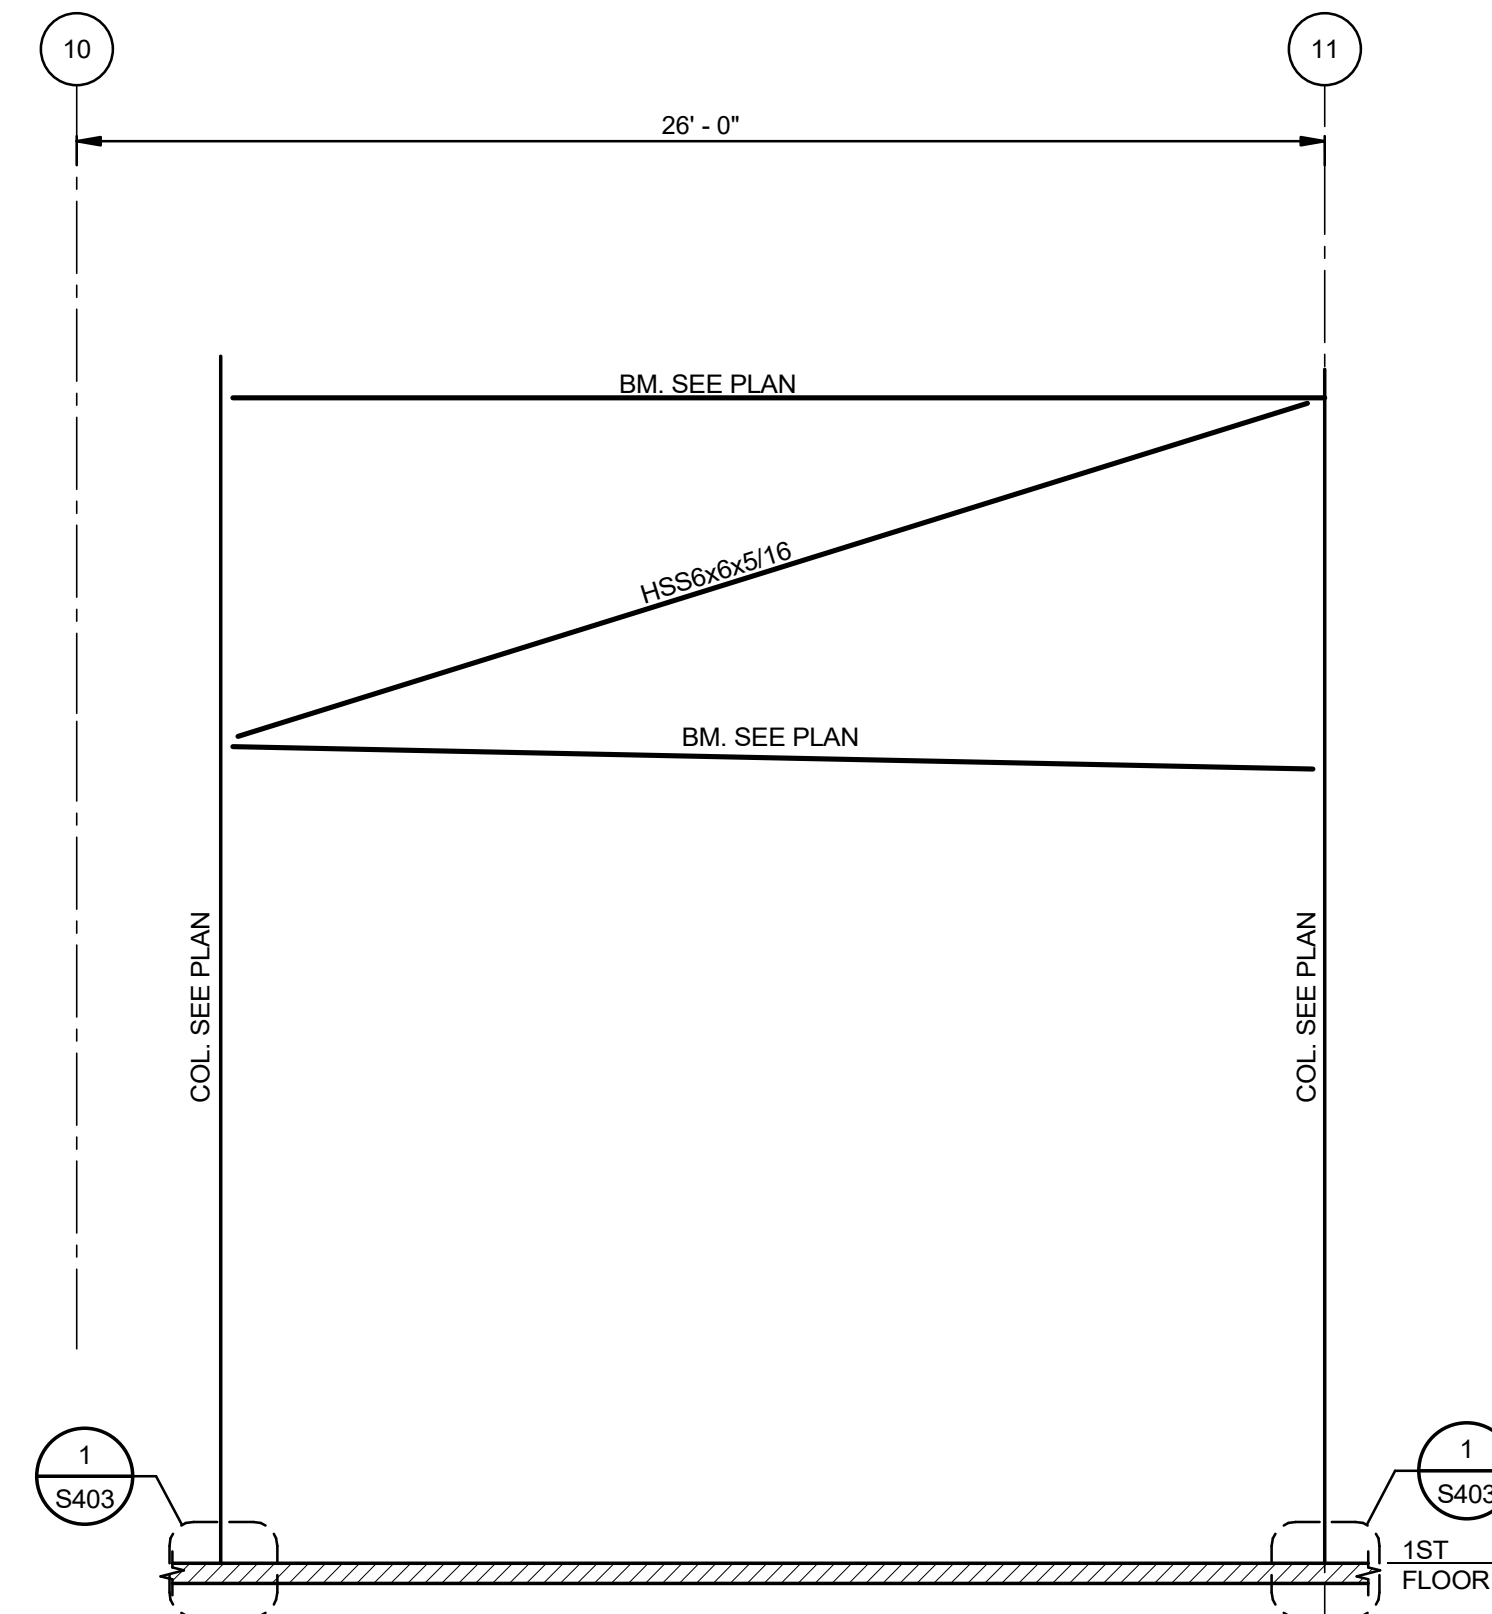 10
11
26' - 0"
BM. SEE PLAN
HSS6x6x5/16
BM. SEE PLAN
COL. SEE PLAN
COL. SEE PLAN
1
S403
1
S403
1ST
FLOOR